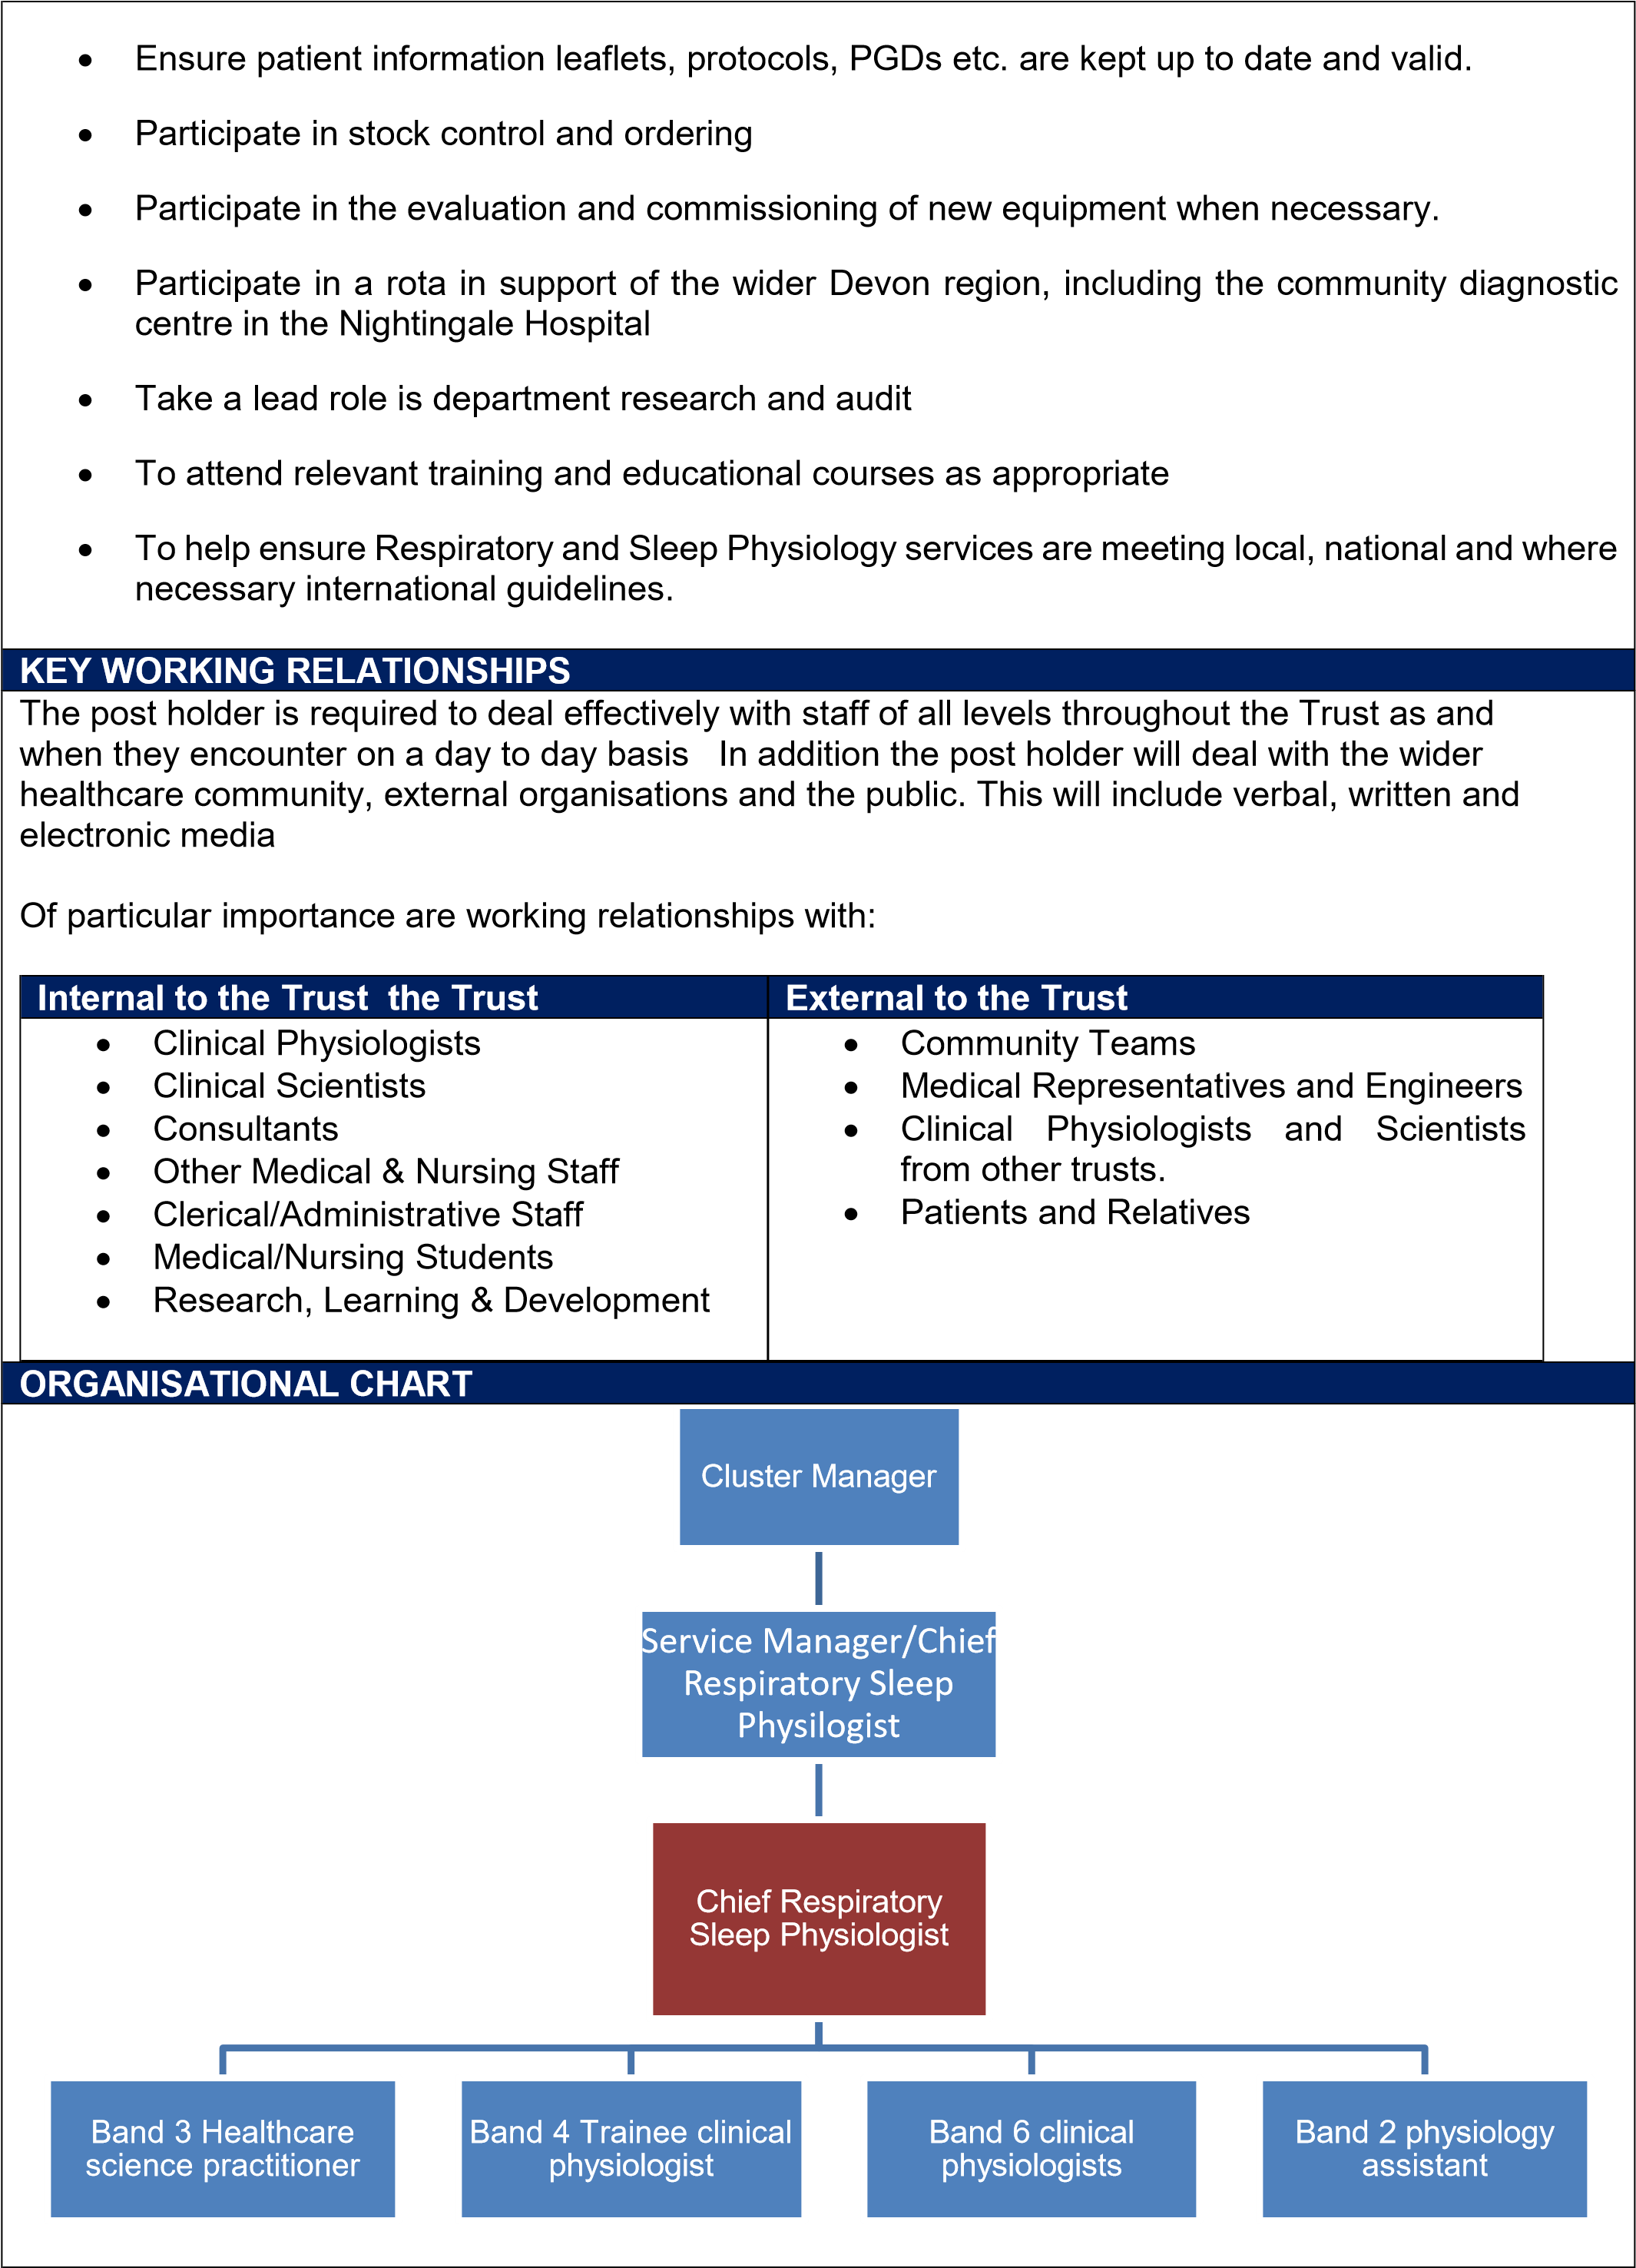 • Ensure patient information leaflets, protocols, PGDs etc. are kept up to date and valid.
• Participate in stock control and ordering
• Participate in the evaluation and commissioning of new equipment when necessary.
• Participate in a rota in support of the wider Devon region, including the community diagnostic
centre in the Nightingale Hospital
• Take a lead role is department research and audit
• To attend relevant training and educational courses as appropriate
• To help ensure Respiratory and Sleep Physiology services are meeting local, national and where
necessary international guidelines.
KEY WORKING RELATIONSHIPS
The post holder is required to deal effectively with staff of all levels throughout the Trust as and
when they encounter on a day to day basis   In addition the post holder will deal with the wider
healthcare community, external organisations and the public. This will include verbal, written and
electronic media
Of particular importance are working relationships with:
Internal to the Trust  the Trust
• Clinical Physiologists
• Clinical Scientists
• Consultants
• Other Medical & Nursing Staff
• Clerical/Administrative Staff
• Medical/Nursing Students
• Research, Learning & Development
External to the Trust
• Community Teams
• Medical Representatives and Engineers
• Clinical Physiologists and Scientists
from other trusts.
• Patients and Relatives
ORGANISATIONAL CHART
Cluster Manager
Service Manager/Chief
Respiratory Sleep
Physilogist
Chief Respiratory
Sleep Physiologist
Band 3 Healthcare
science practitioner
Band 4 Trainee clinical
physiologist
Band 6 clinical
physiologists
Band 2 physiology
assistant